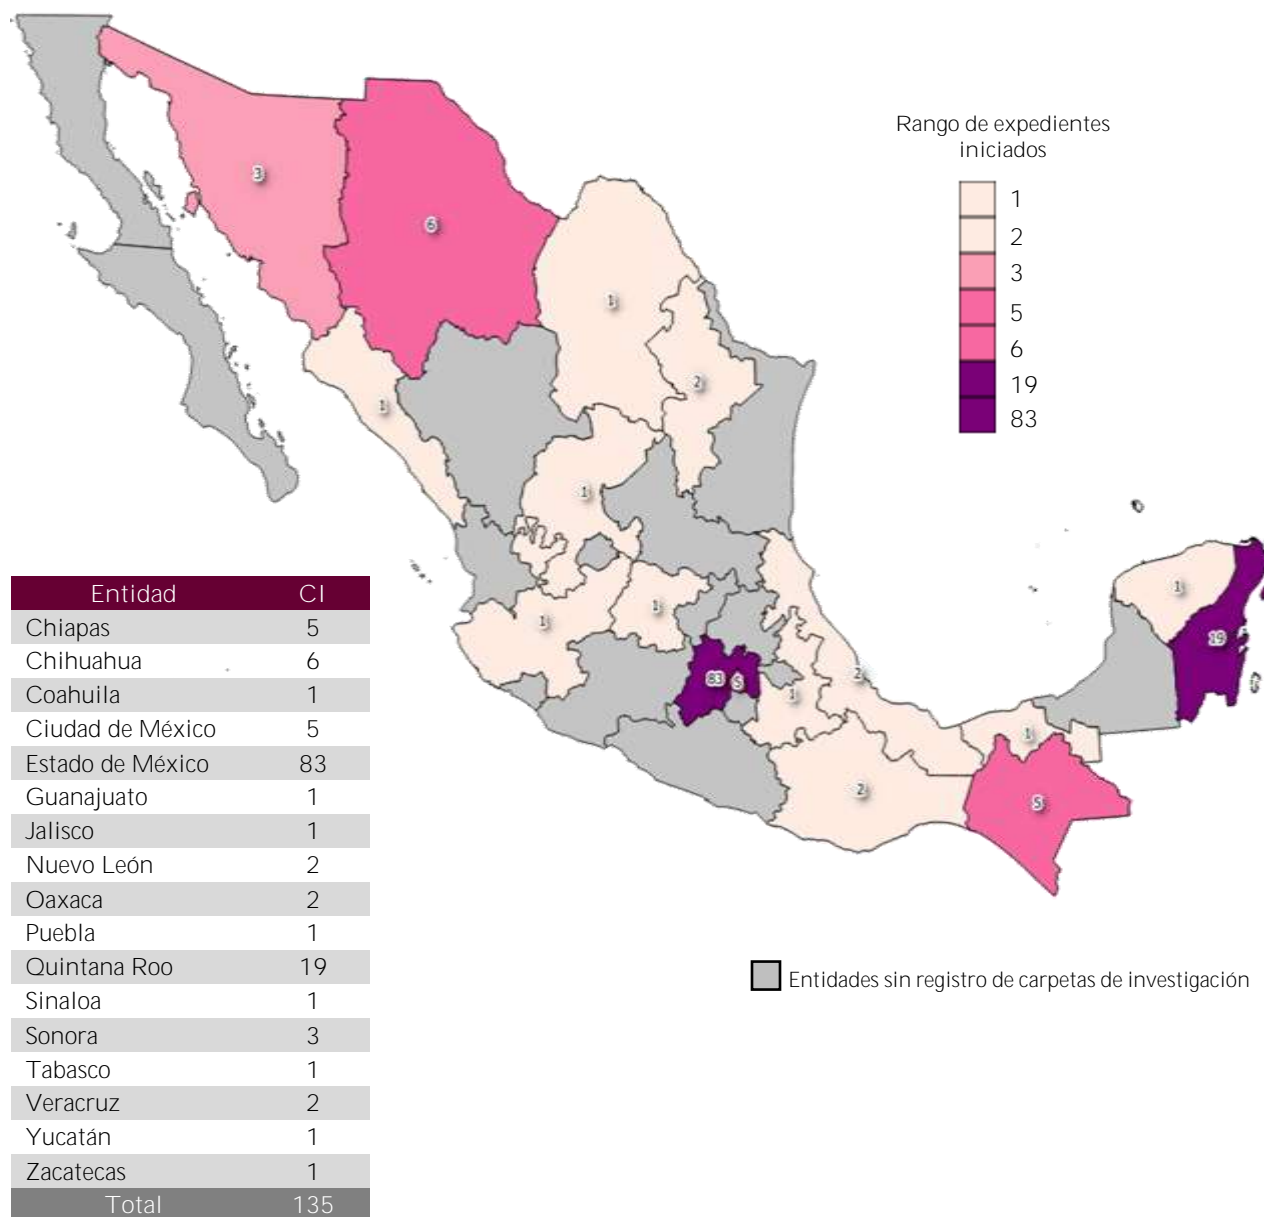 Rango de expedientes
iniciados
1
2
3
5
6
19
83
3
6
1
2
1
1
1
1
83
5
1
2
2
1
5
1
19
Entidad CI
Chiapas 5
Chihuahua 6
Coahuila 1
Ciudad de México 5
Estado de México 83
Guanajuato 1
Jalisco 1
Nuevo León 2
Oaxaca 2
Puebla 1
Quintana Roo 19
Sinaloa 1
Sonora 3
Tabasco 1
Veracruz 2
Yucatán 1
Zacatecas 1
Total 135
Entidades sin registro de carpetas de investigación